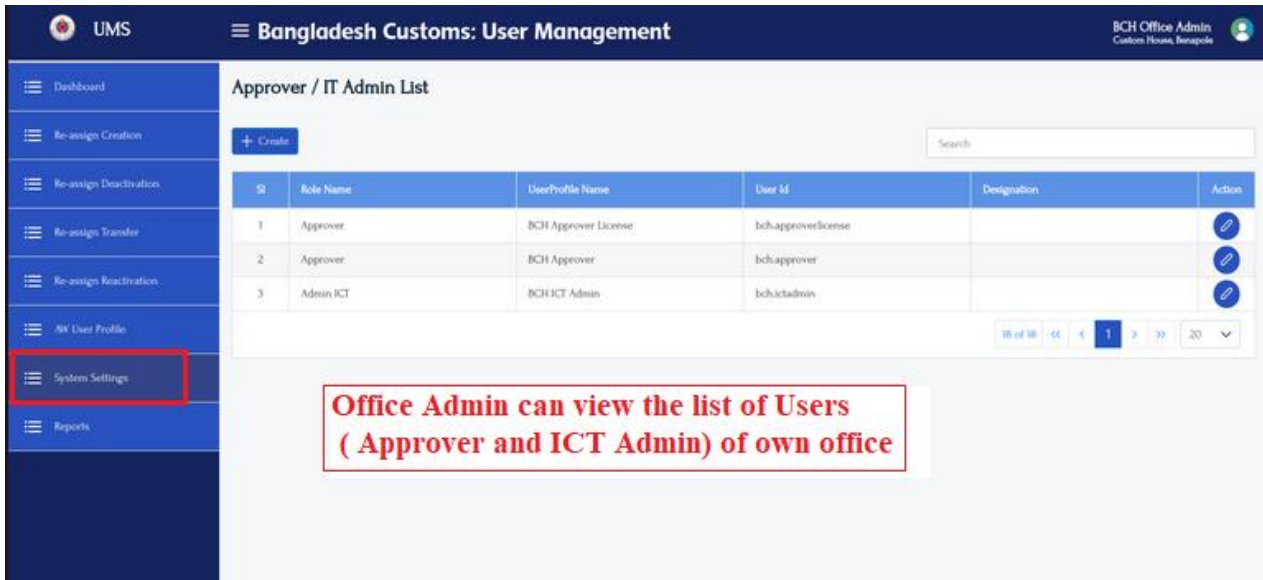 UMS
Bangladesh Customs: User Management
BCH Office Admin
Custom House, Benapole
Dashboard
Re-assign Creation
Re-assign Deactivation
Re-assign Transfer
Re-assign Reactivation
AW User Profile
System Settings
Reports
Approver / IT Admin List
+ Create
Search
Sl Role Name UserProfile Name User Id Designation Action
1 Approver BCH Approver License bch.approverlicense
2 Approver BCH Approver bch.approver
3 Admin ICT BCH ICT Admin bch.ictadmin
18 of 18 << < 1 > >> 20
Office Admin can view the list of Users
( Approver and ICT Admin) of own office